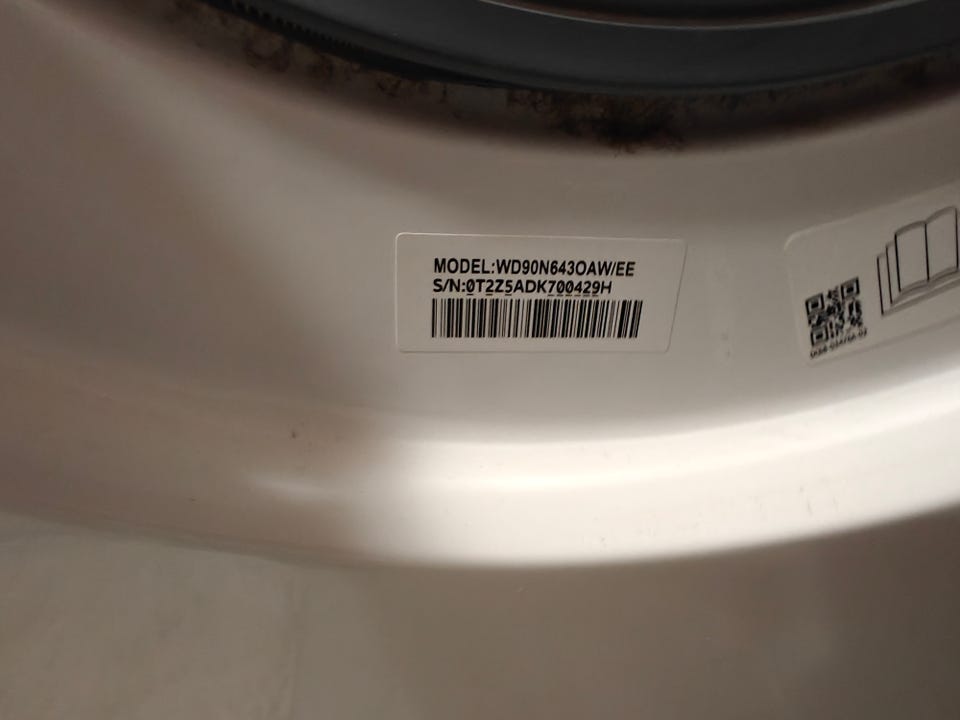 MODEL:WD90N643OAW/EE
S/N:0T2Z5ADK700429H